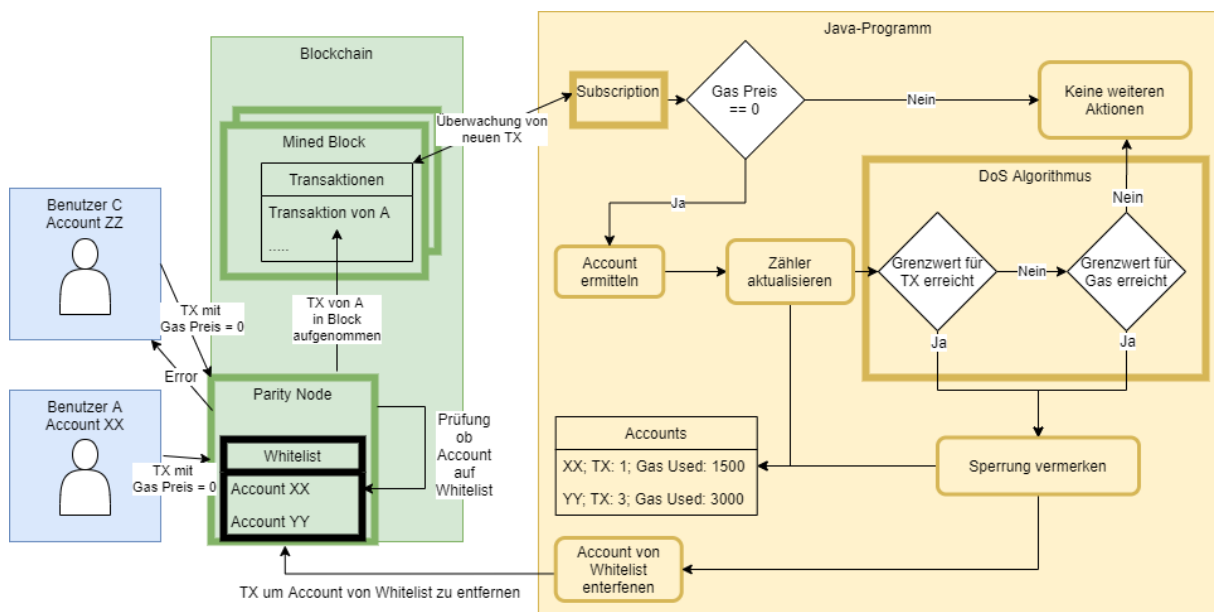 Blockchain
Java-Programm
Subscription
Gas Preis
== 0
Nein
Keine weiteren
Aktionen
Überwachung von
neuen TX
Mined Block
Transaktionen
Transaktion von A
.....
Ja
DoS Algorithmus
Nein
Benutzer C
Account ZZ
Account
ermitteln
Zähler
aktualisieren
Grenzwert für
TX erreicht
Nein
Grenzwert für
Gas erreicht
TX mit
Gas Preis = 0
TX von A
in Block
aufgenommen
Ja
Ja
Error
Benutzer A
Account XX
Parity Node
Prüfung
ob
Account
auf
Whitelist
Whitelist
Account XX
Account YY
TX mit
Gas Preis = 0
Accounts
XX; TX: 1; Gas Used: 1500
YY; TX: 3; Gas Used: 3000
Sperrung vermerken
Account von
Whitelist
enterfenen
TX um Account von Whitelist zu entfernen